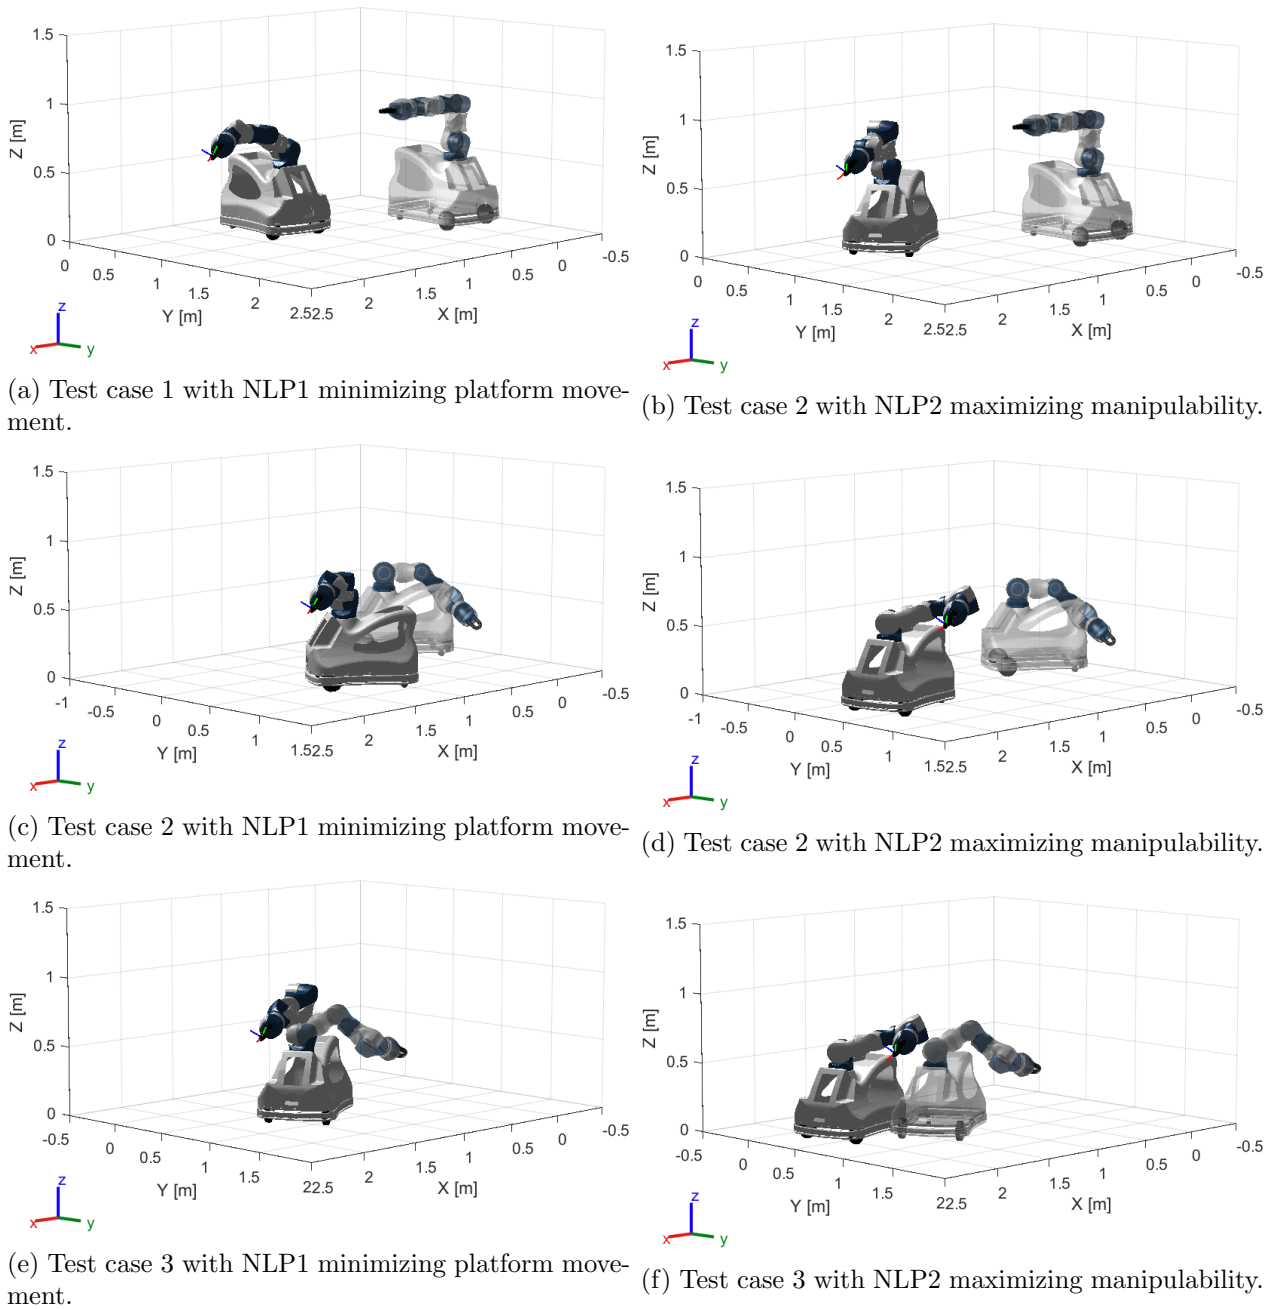 1.5
1
0.5
0
Z [m]
0
0.5
1
1.5
2
2.52.5
Y [m]
2
1.5
1
0.5
0
-0.5
X [m]
z
x
y
(a) Test case 1 with NLP1 minimizing platform move-
ment.
1.5
1
0.5
0
Z [m]
0
0.5
1
1.5
2
2.52.5
Y [m]
2
1.5
1
0.5
0
-0.5
X [m]
z
x
y
(b) Test case 2 with NLP2 maximizing manipulability.
1.5
1
0.5
0
Z [m]
-1
-0.5
0
0.5
1
1.52.5
Y [m]
2
1.5
1
0.5
0
-0.5
X [m]
z
x
y
(c) Test case 2 with NLP1 minimizing platform move-
ment.
1.5
1
0.5
0
Z [m]
-1
-0.5
0
0.5
1
1.52.5
Y [m]
2
1.5
1
0.5
0
-0.5
X [m]
z
x
y
(d) Test case 2 with NLP2 maximizing manipulability.
1.5
1
0.5
0
Z [m]
-0.5
0
0.5
1
1.5
22.5
Y [m]
2
1.5
1
0.5
0
-0.5
X [m]
z
x
y
(e) Test case 3 with NLP1 minimizing platform move-
ment.
1.5
1
0.5
0
Z [m]
-0.5
0
0.5
1
1.5
22.5
Y [m]
2
1.5
1
0.5
0
-0.5
X [m]
z
x
y
(f) Test case 3 with NLP2 maximizing manipulability.